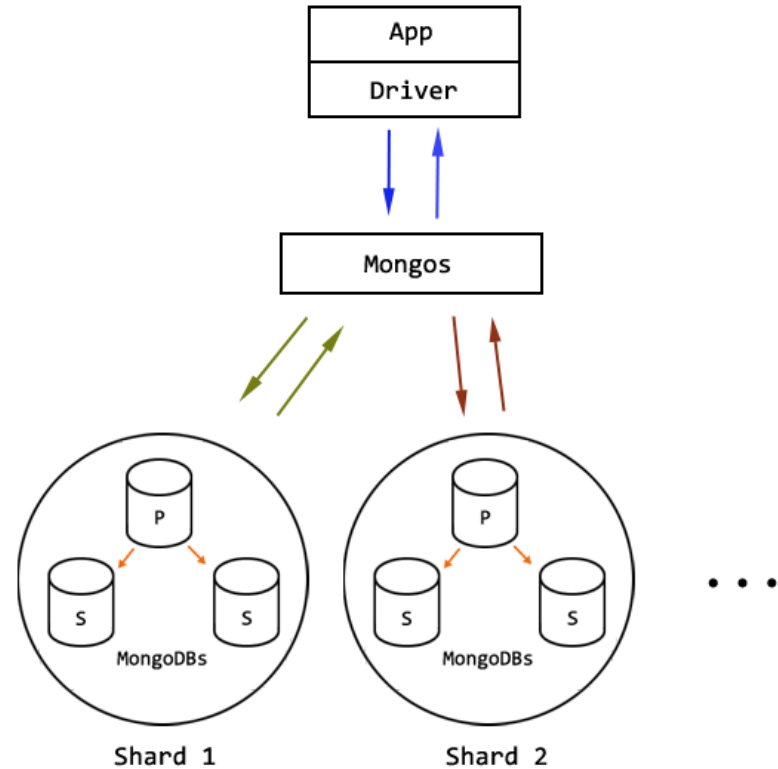 App
Driver
Mongos
P
S S
MongoDBs
P
S S
MongoDBs
...
Shard 1
Shard 2